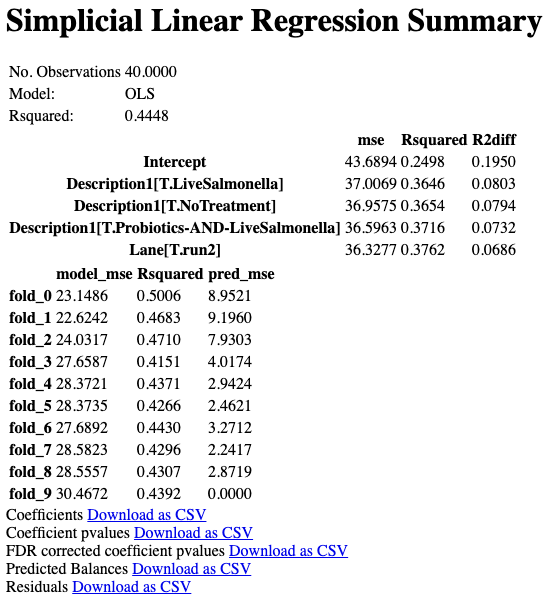 Simplicial Linear Regression Summary
No. Observations 40.0000
Model: OLS
Rsquared: 0.4448
mse Rsquared R2diff
Intercept 43.6894 0.2498 0.1950
Description1[T.LiveSalmonella] 37.0069 0.3646 0.0803
Description1[T.NoTreatment] 36.9575 0.3654 0.0794
Description1[T.Probiotics-AND-LiveSalmonella] 36.5963 0.3716 0.0732
Lane[T.run2] 36.3277 0.3762 0.0686
model_mse Rsquared pred_mse
fold_0 23.1486 0.5006 8.9521
fold_1 22.6242 0.4683 9.1960
fold_2 24.0317 0.4710 7.9303
fold_3 27.6587 0.4151 4.0174
fold_4 28.3721 0.4371 2.9424
fold_5 28.3735 0.4266 2.4621
fold_6 27.6892 0.4430 3.2712
fold_7 28.5823 0.4296 2.2417
fold_8 28.5557 0.4307 2.8719
fold_9 30.4672 0.4392 0.0000
Coefficients Download as CSV
Coefficient pvalues Download as CSV
FDR corrected coefficient pvalues Download as CSV
Predicted Balances Download as CSV
Residuals Download as CSV